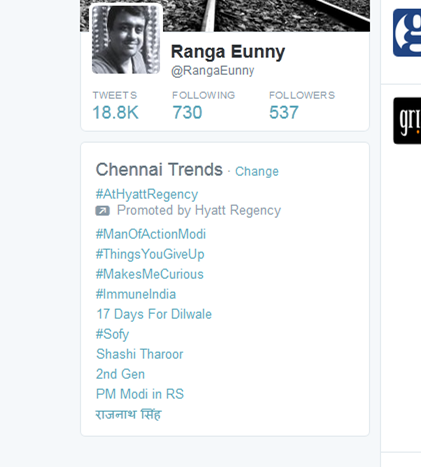 Ranga Eunny
@RangaEunny
TWEETS FOLLOWING FOLLOWERS
18.8K 730 537
Chennai Trends · Change
#AtHyattRegency
Promoted by Hyatt Regency
#ManOfActionModi
#ThingsYouGiveUp
#MakesMeCurious
#ImmuneIndia
17 Days For Dilwale
#Sofy
Shashi Tharoor
2nd Gen
PM Modi in RS
राजनाथ सिंह
g
gri